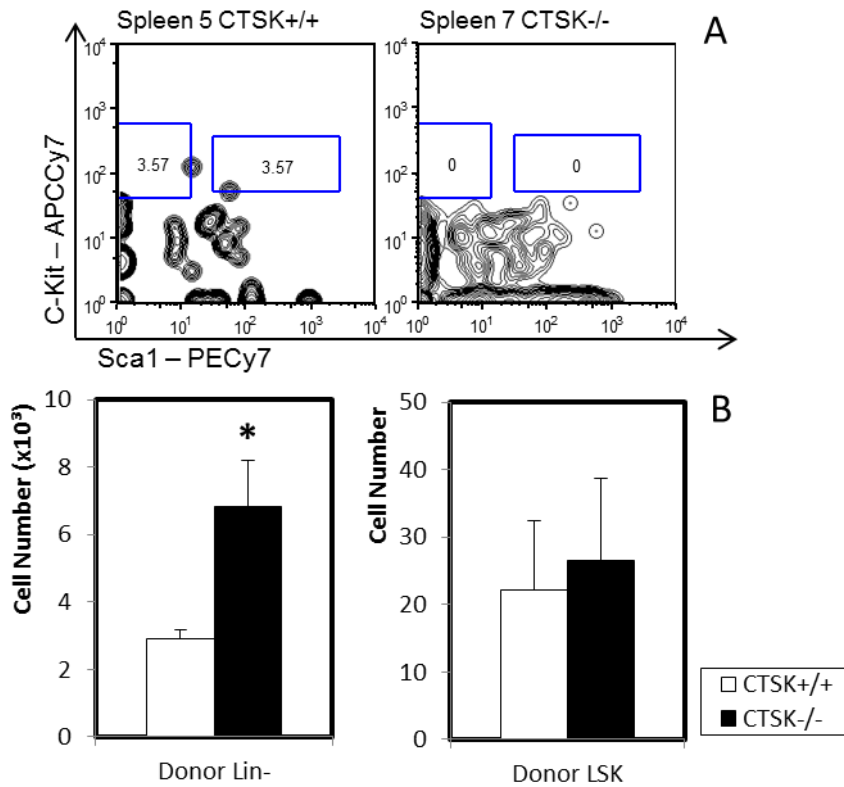 Spleen 5 CTSK+/+ Spleen 7 CTSK-/- A
10⁴ 10⁴
10³ 10³
3.57 3.57 0 0
10² 10²
10¹ 10¹
10⁰ 10⁰
10⁰ 10¹ 10² 10³ 10⁴ 10⁰ 10¹ 10² 10³ 10⁴
C-Kit – APCCy7
Sca1 – PECy7
B
Cell Number (x10³)
10
8
6
4
2
0
*
Donor Lin-
Cell Number
50
40
30
20
10
0
Donor LSK
CTSK+/+
CTSK-/-